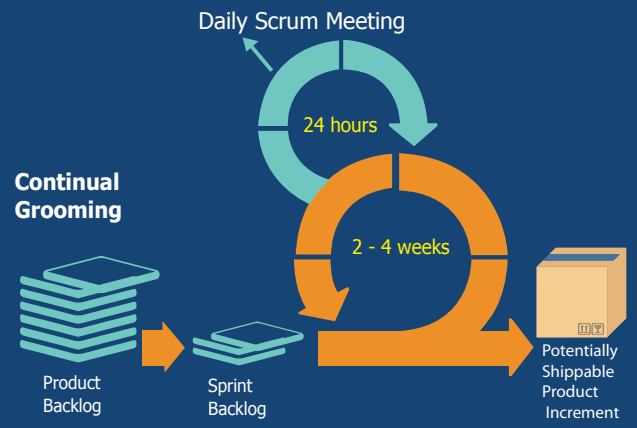 Daily Scrum Meeting
24 hours
Continual
Grooming
2 - 4 weeks
Product
Backlog
Sprint
Backlog
Potentially
Shippable
Product
Increment